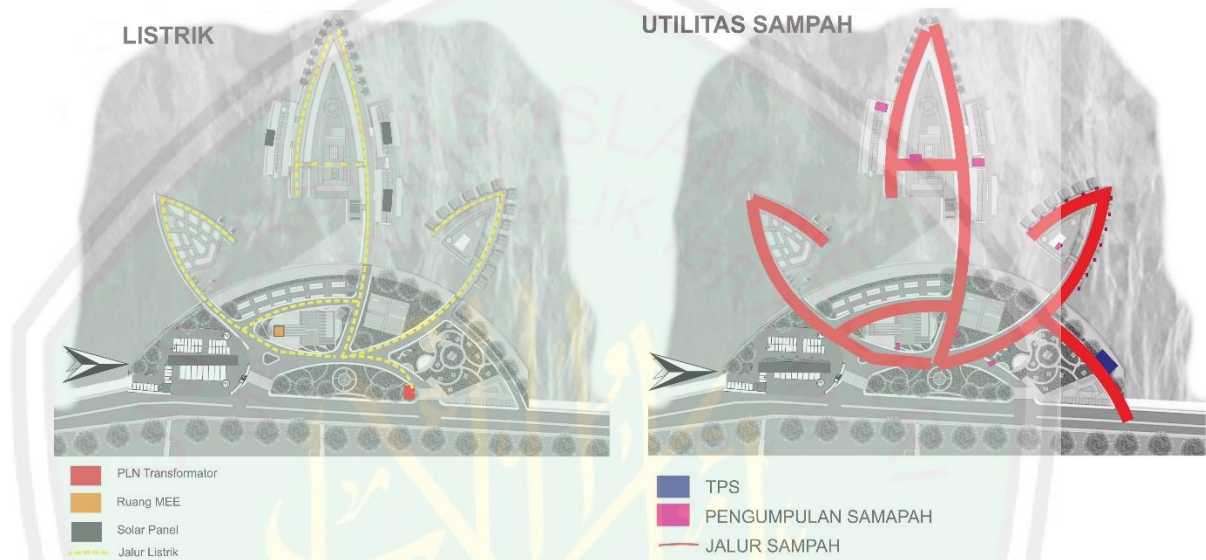 LISTRIK
PLN Transformator
Ruang MEE
Solar Panel
Jalur Listrik
UTILITAS SAMPAH
TPS
PENGUMPULAN SAMAPAH
JALUR SAMPAH